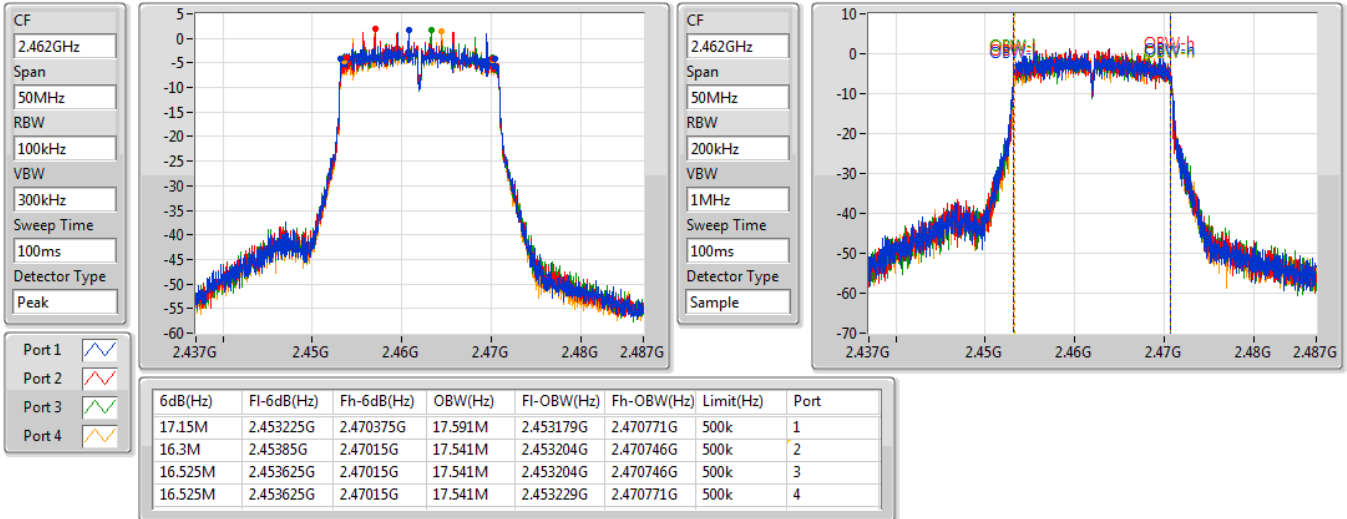 CF
2.462GHz
Span
50MHz
RBW
100kHz
VBW
300kHz
Sweep Time
100ms
Detector Type
Peak
5
0
-5
-10
-15
-20
-25
-30
-35
-40
-45
-50
-55
-60
2.437G 2.45G 2.46G 2.47G 2.48G 2.487G
CF
2.462GHz
Span
50MHz
RBW
200kHz
VBW
1MHz
Sweep Time
100ms
Detector Type
Sample
10
0
-10
-20
-30
-40
-50
-60
-70
OBW-l OBW-h
2.437G 2.45G 2.46G 2.47G 2.48G 2.487G
Port 1
Port 2
Port 3
Port 4
6dB(Hz) Fl-6dB(Hz) Fh-6dB(Hz) OBW(Hz) Fl-OBW(Hz) Fh-OBW(Hz) Limit(Hz) Port
17.15M 2.453225G 2.470375G 17.591M 2.453179G 2.470771G 500k 1
16.3M 2.45385G 2.47015G 17.541M 2.453204G 2.470746G 500k 2
16.525M 2.453625G 2.47015G 17.541M 2.453204G 2.470746G 500k 3
16.525M 2.453625G 2.47015G 17.541M 2.453229G 2.470771G 500k 4